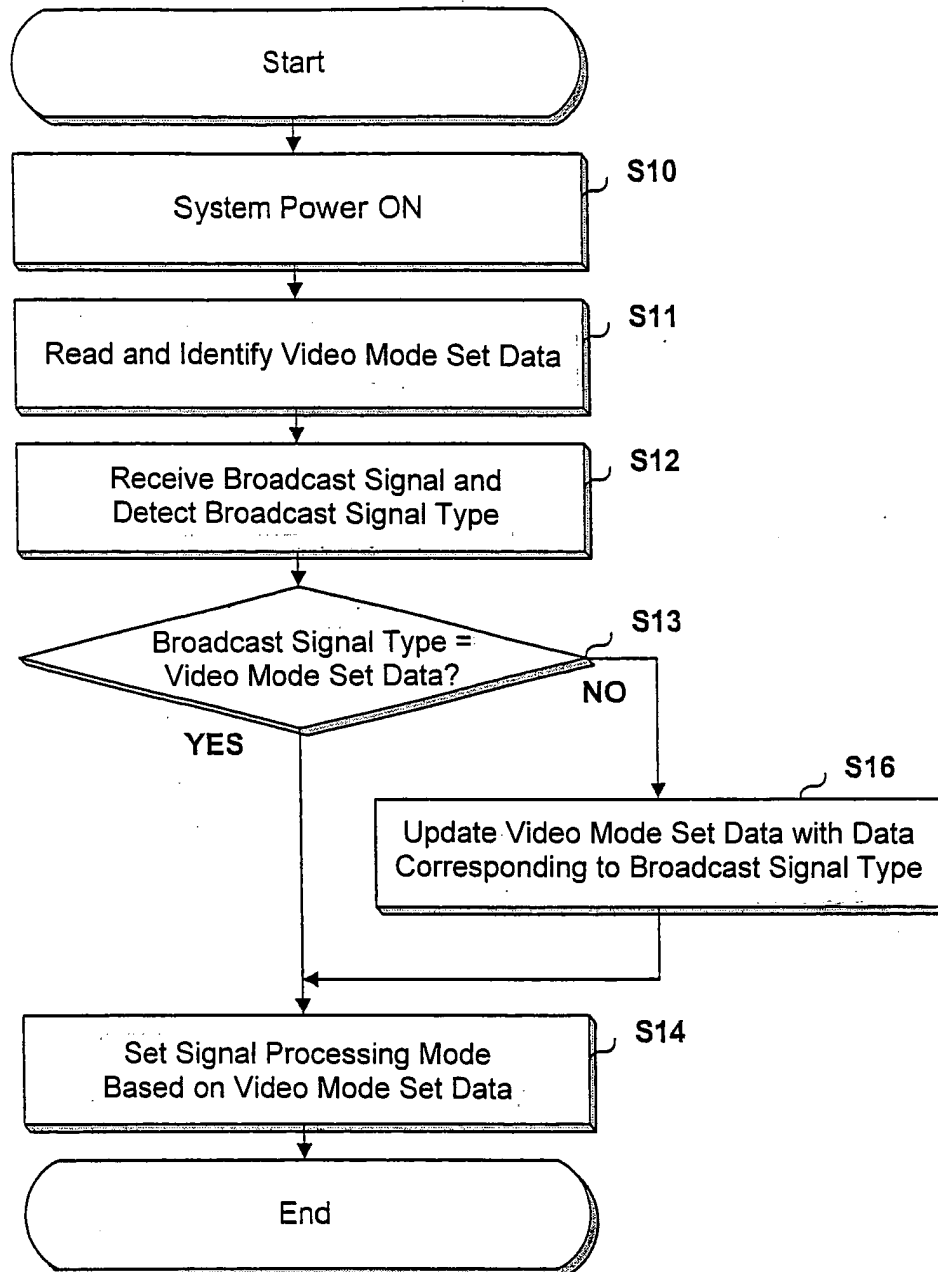 Start
S10
System Power ON
S11
Read and Identify Video Mode Set Data
S12
Receive Broadcast Signal and
Detect Broadcast Signal Type
S13
Broadcast Signal Type =
Video Mode Set Data?
NO
YES
S16
Update Video Mode Set Data with Data
Corresponding to Broadcast Signal Type
S14
Set Signal Processing Mode
Based on Video Mode Set Data
End